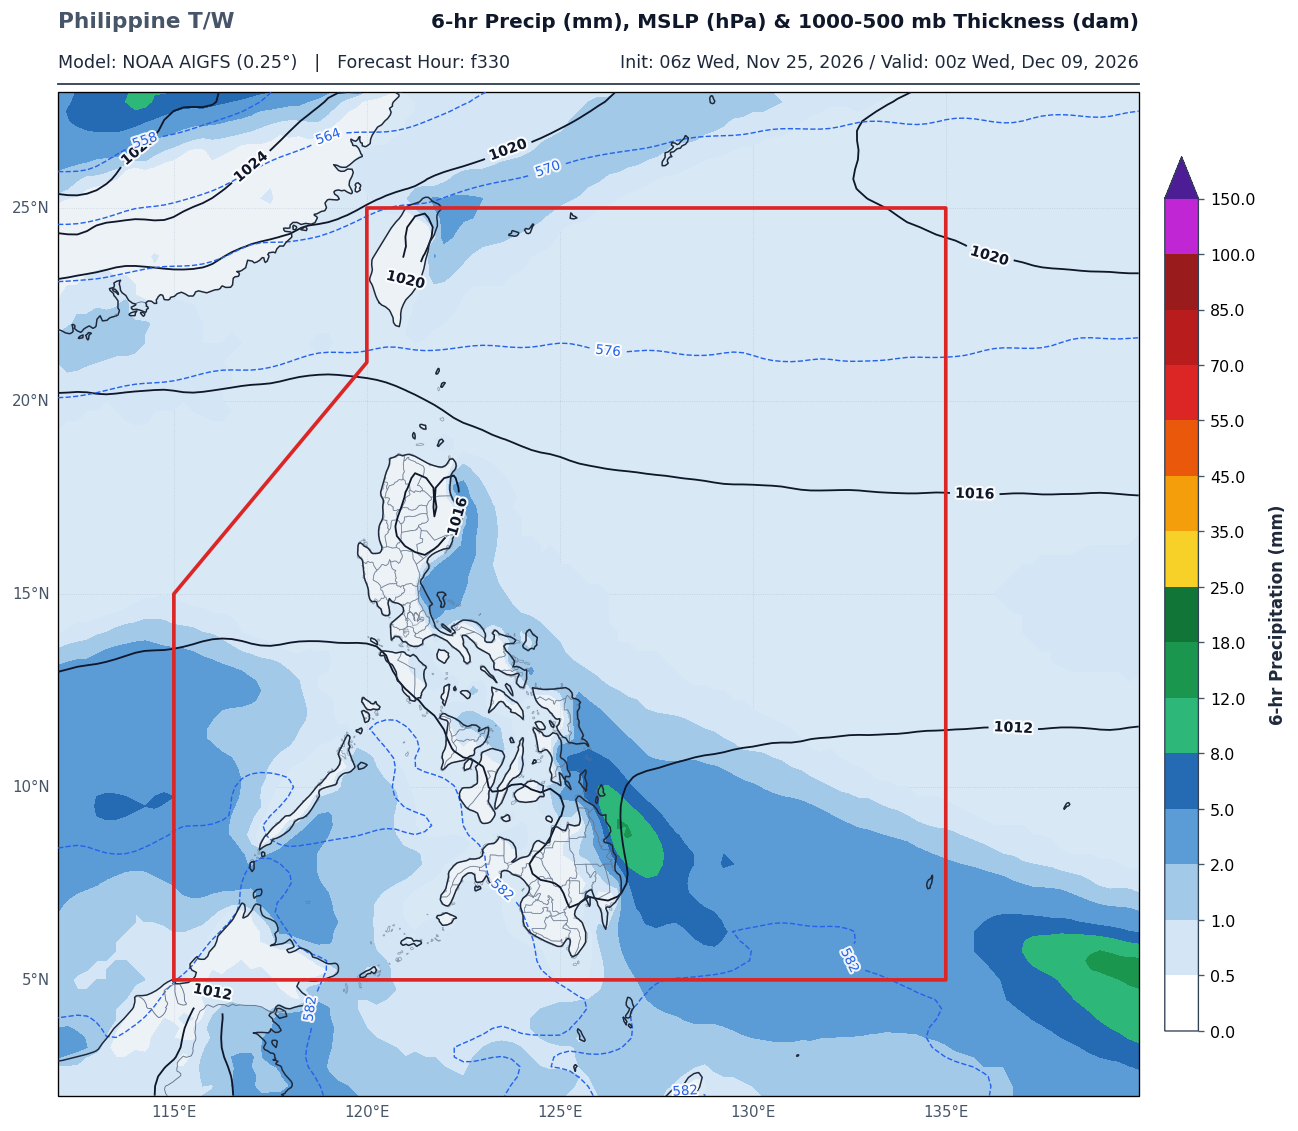 Philippine T/W
6-hr Precip (mm), MSLP (hPa) & 1000-500 mb Thickness (dam)
Model: NOAA AIGFS (0.25°) | Forecast Hour: f330
Init: 06z Wed, Nov 25, 2026 / Valid: 00z Wed, Dec 09, 2026
558
564
1024
1020
570
25°N
1020
1020
576
20°N
1016
1016
15°N
1012
10°N
582
582
5°N
1012
582
582
115°E
120°E
125°E
130°E
135°E
150.0
100.0
85.0
70.0
55.0
45.0
35.0
25.0
18.0
12.0
8.0
5.0
2.0
1.0
0.5
0.0
6-hr Precipitation (mm)